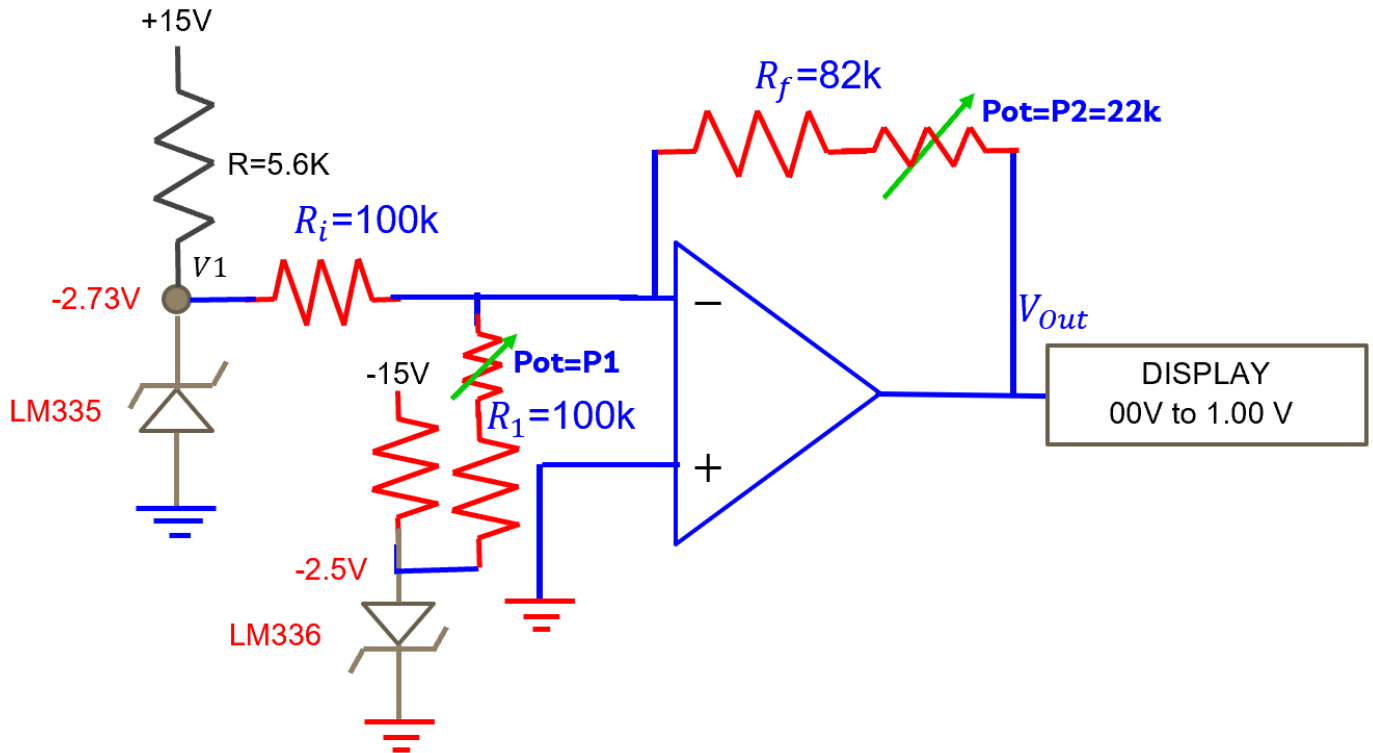 +15V
R=5.6K
V1
-2.73V
LM335
R_i=100k
R_f=82k
Pot=P2=22k
−
+
Pot=P1
-15V
R_1=100k
-2.5V
LM336
V_Out
DISPLAY
00V to 1.00 V